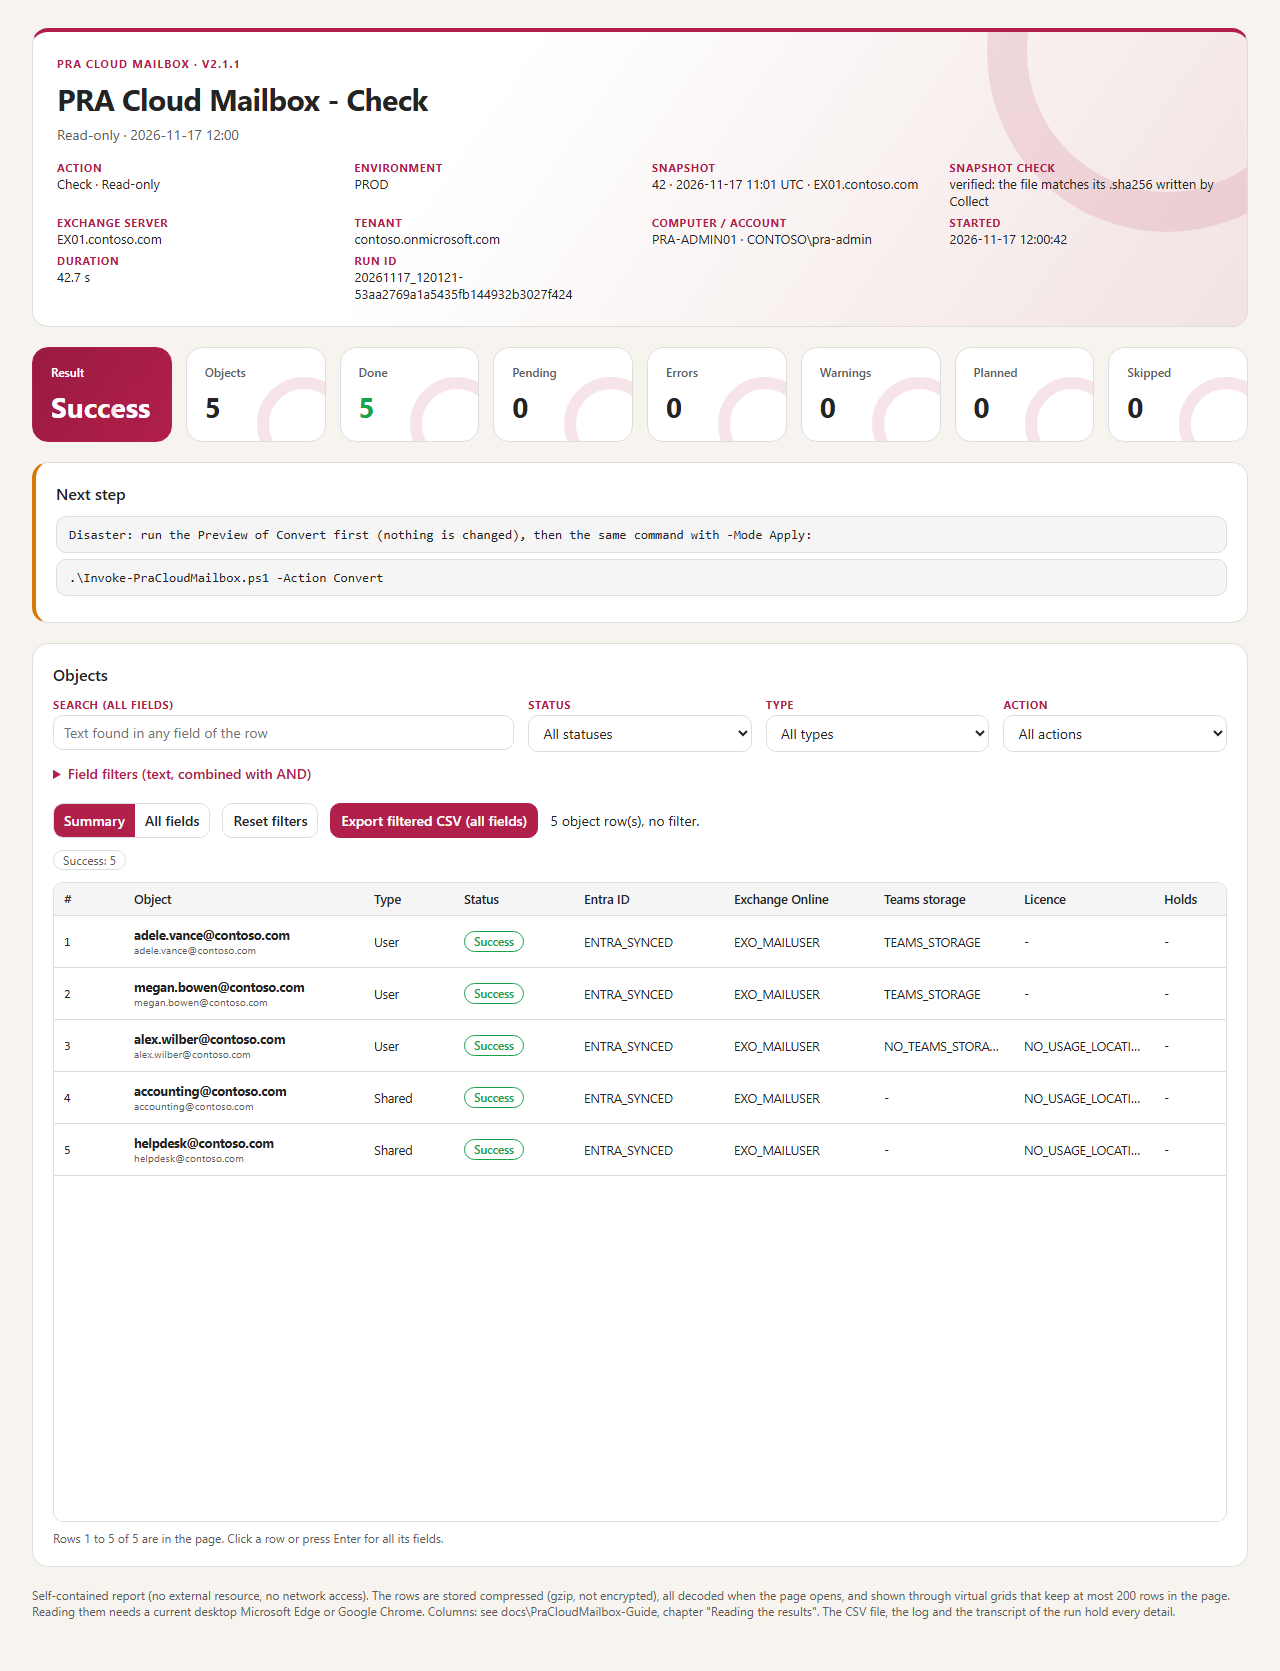 PRA CLOUD MAILBOX · V2.1.1
PRA Cloud Mailbox - Check
Read-only · 2026-11-17 12:00
ACTION
Check · Read-only
ENVIRONMENT
PROD
SNAPSHOT
42 · 2026-11-17 11:01 UTC · EX01.contoso.com
SNAPSHOT CHECK
verified: the file matches its .sha256 written by
Collect
EXCHANGE SERVER
EX01.contoso.com
TENANT
contoso.onmicrosoft.com
COMPUTER / ACCOUNT
PRA-ADMIN01 · CONTOSO\pra-admin
STARTED
2026-11-17 12:00:42
DURATION
42.7 s
RUN ID
20261117_120121-
53aa2769a1a5435fb144932b3027f424
Result
Success
Objects
5
Done
5
Pending
0
Errors
0
Warnings
0
Planned
0
Skipped
0
Next step
Disaster: run the Preview of Convert first (nothing is changed), then the same command with -Mode Apply:
.\Invoke-PraCloudMailbox.ps1 -Action Convert
Objects
SEARCH (ALL FIELDS) STATUS TYPE ACTION
Text found in any field of the row All statuses All types All actions
▶ Field filters (text, combined with AND)
Summary All fields Reset filters Export filtered CSV (all fields) 5 object row(s), no filter.
Success: 5
# Object Type Status Entra ID Exchange Online Teams storage Licence Holds
1 adele.vance@contoso.com User Success ENTRA_SYNCED EXO_MAILUSER TEAMS_STORAGE - -
adele.vance@contoso.com
2 megan.bowen@contoso.com User Success ENTRA_SYNCED EXO_MAILUSER TEAMS_STORAGE - -
megan.bowen@contoso.com
3 alex.wilber@contoso.com User Success ENTRA_SYNCED EXO_MAILUSER NO_TEAMS_STORA... NO_USAGE_LOCATI... -
alex.wilber@contoso.com
4 accounting@contoso.com Shared Success ENTRA_SYNCED EXO_MAILUSER - NO_USAGE_LOCATI... -
accounting@contoso.com
5 helpdesk@contoso.com Shared Success ENTRA_SYNCED EXO_MAILUSER - NO_USAGE_LOCATI... -
helpdesk@contoso.com
Rows 1 to 5 of 5 are in the page. Click a row or press Enter for all its fields.
Self-contained report (no external resource, no network access). The rows are stored compressed (gzip, not encrypted), all decoded when the page opens, and shown through virtual grids that keep at most 200 rows in the page.
Reading them needs a current desktop Microsoft Edge or Google Chrome. Columns: see docs\PraCloudMailbox-Guide, chapter "Reading the results". The CSV file, the log and the transcript of the run hold every detail.